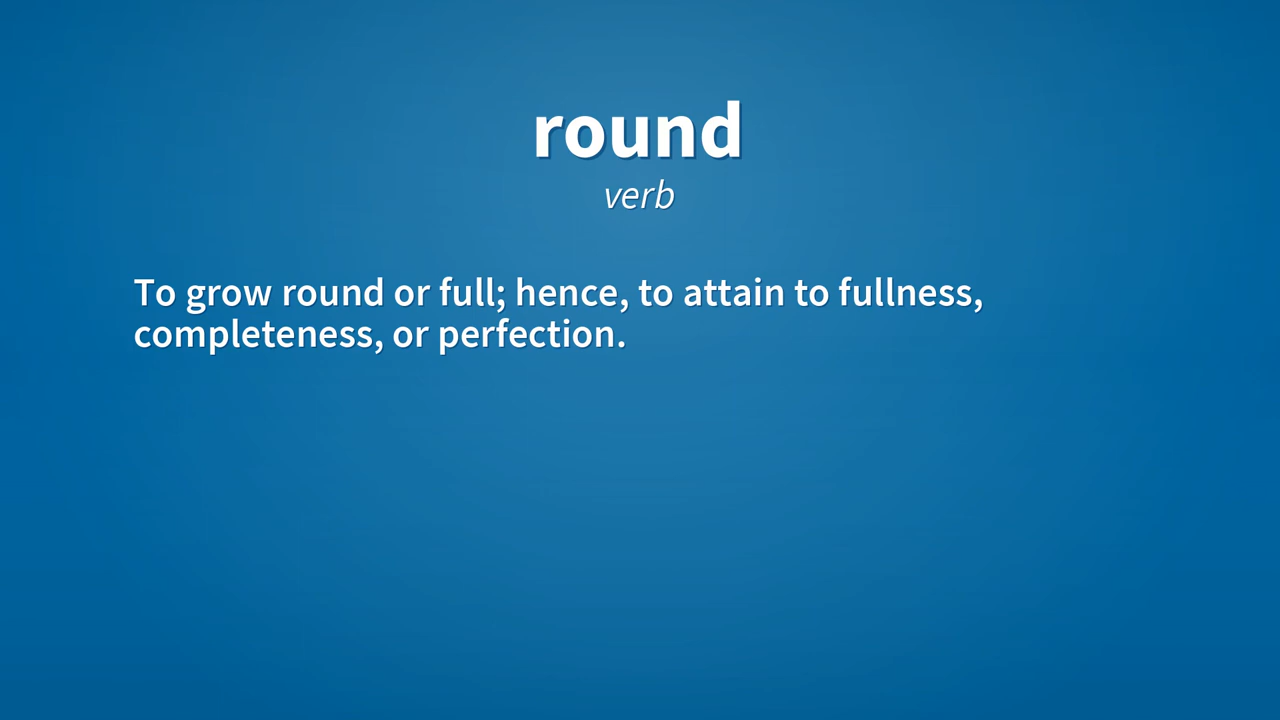 round
verb
To grow round or full; hence, to attain to fullness,
completeness, or perfection.